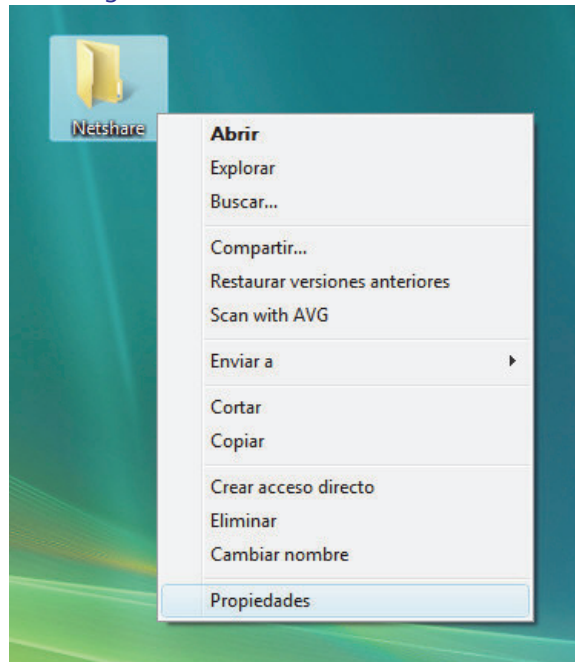 Netshare
Abrir
Explorar
Buscar...
Compartir...
Restaurar versiones anteriores
Scan with AVG
Enviar a
Cortar
Copiar
Crear acceso directo
Eliminar
Cambiar nombre
Propiedades